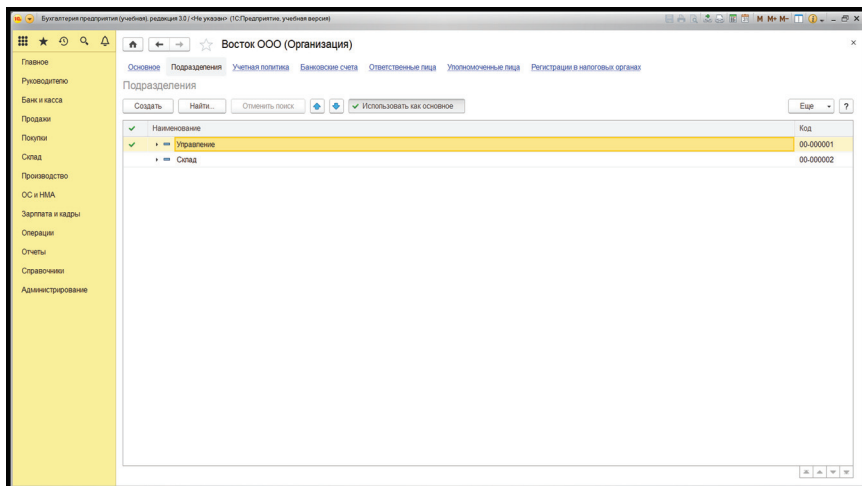 Бухгалтерия предприятия (учебная), редакция 3.0 / <Не указан> (1С:Предприятие, учебная версия)
M M+ M-
Главное
Руководителю
Банк и касса
Продажи
Покупки
Склад
Производство
ОС и НМА
Зарплата и кадры
Операции
Отчеты
Справочники
Администрирование
Восток ООО (Организация)
Основное Подразделения Учетная политика Банковские счета Ответственные лица Уполномоченные лица Регистрации в налоговых органах
Подразделения
Создать Найти... Отменить поиск Использовать как основное Еще ?
Наименование Код
Управление 00-000001
Склад 00-000002